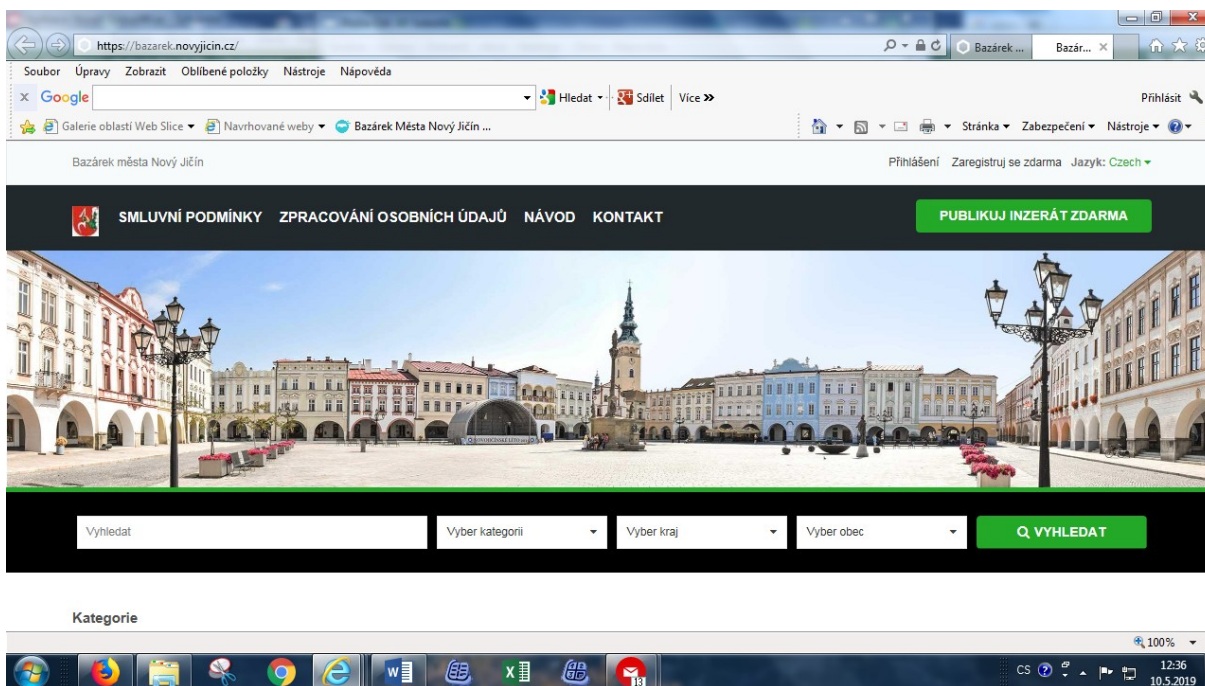 https://bazarek.novyjicin.cz/
Bazárek ...
Bazár...
Soubor Úpravy Zobrazit Oblíbené položky Nástroje Nápověda
x Google Hledat Sdílet Více >> Přihlásit
Galerie oblastí Web Slice Navrhované weby Bazárek Města Nový Jičín ... Stránka Zabezpečení Nástroje
Bazárek města Nový Jičín Přihlášení Zaregistruj se zdarma Jazyk: Czech
SMLUVNÍ PODMÍNKY ZPRACOVÁNÍ OSOBNÍCH ÚDAJŮ NÁVOD KONTAKT PUBLIKUJ INZERÁT ZDARMA
Vyhledat Vyber kategorii Vyber kraj Vyber obec VYHLEDAT
Kategorie
100%
13 CS 12:36
10.5.2019